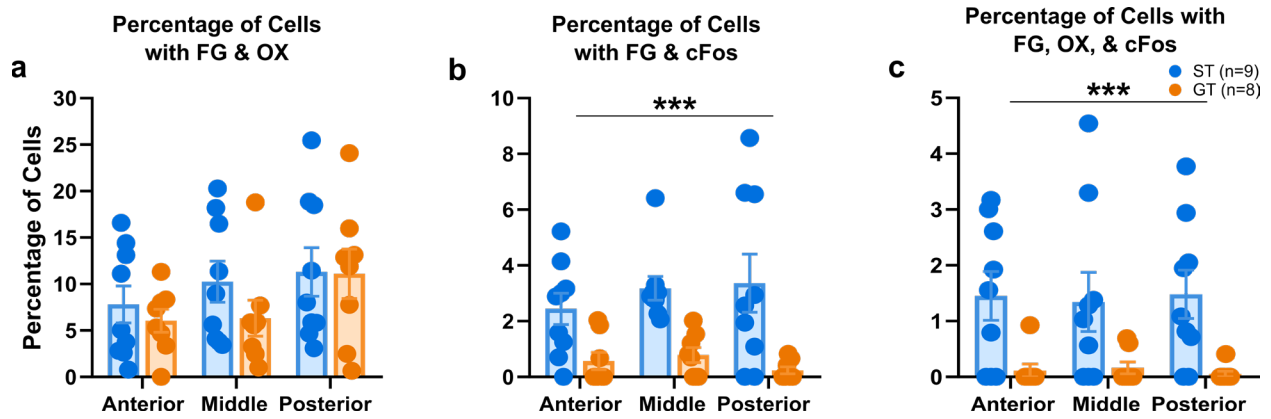 Percentage of Cells
with FG & OX
Percentage of Cells
with FG & cFos
Percentage of Cells with
FG, OX, & cFos
a
b
c
ST (n=9)
GT (n=8)
Percentage of Cells
30
25
20
15
10
5
0
Anterior Middle Posterior
***
10
8
6
4
2
0
Anterior Middle Posterior
***
5
4
3
2
1
0
Anterior Middle Posterior